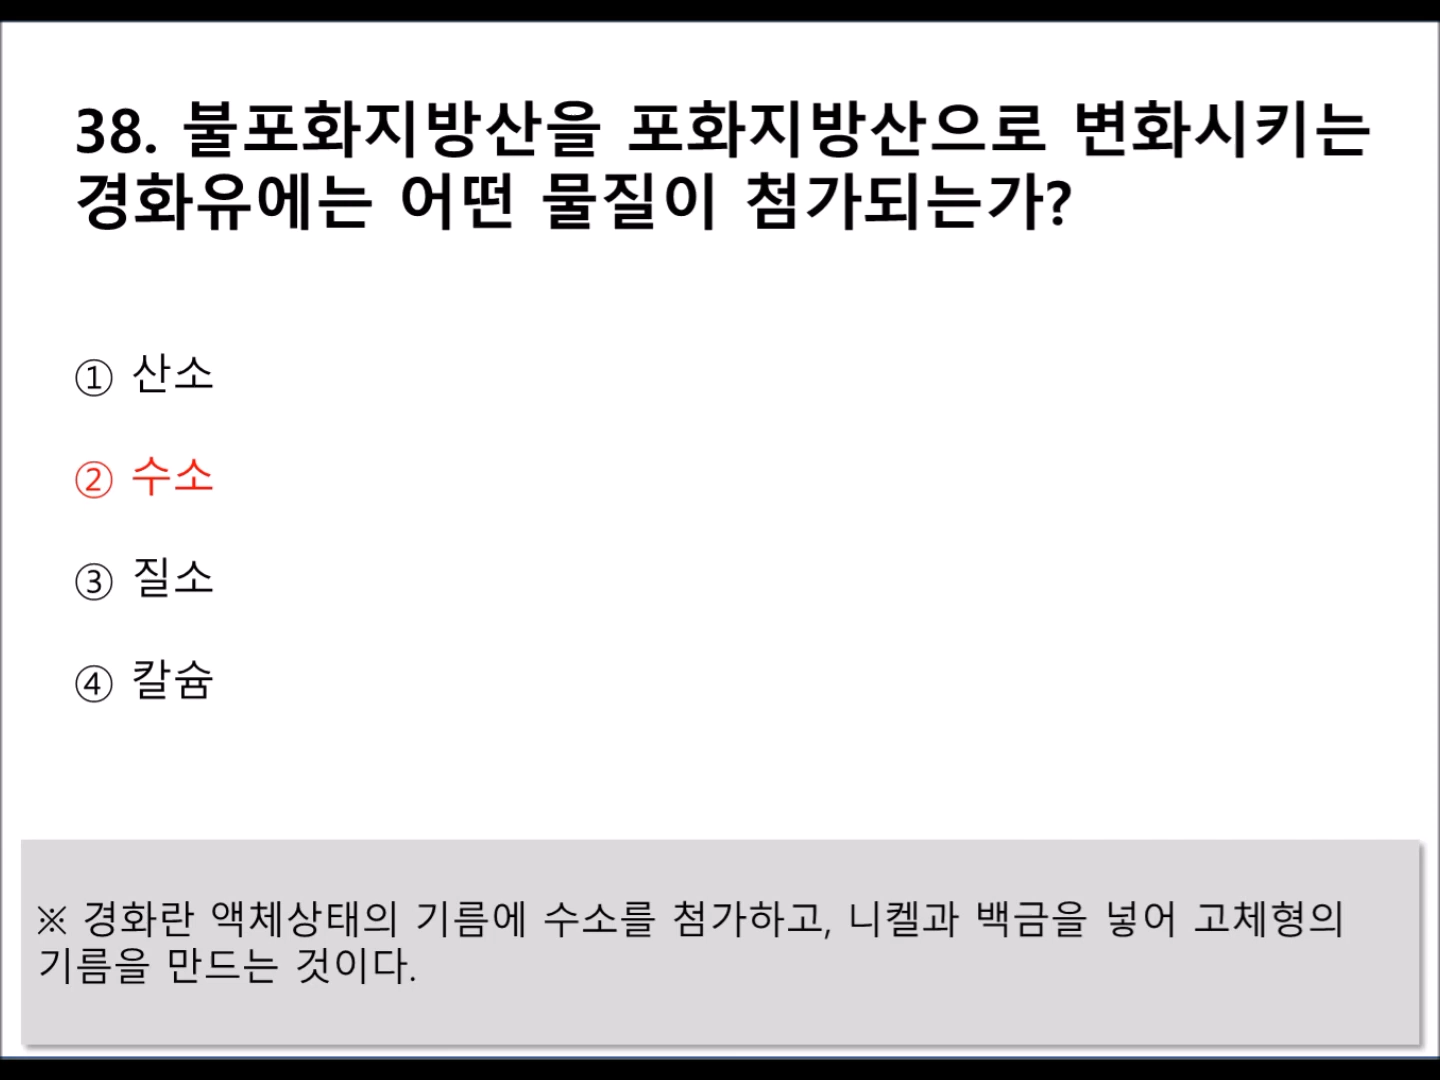 38. 불포화지방산을 포화지방산으로 변화시키는
경화유에는 어떤 물질이 첨가되는가?
① 산소
② 수소
③ 질소
④ 칼슘
※ 경화란 액체상태의 기름에 수소를 첨가하고, 니켈과 백금을 넣어 고체형의
기름을 만드는 것이다.